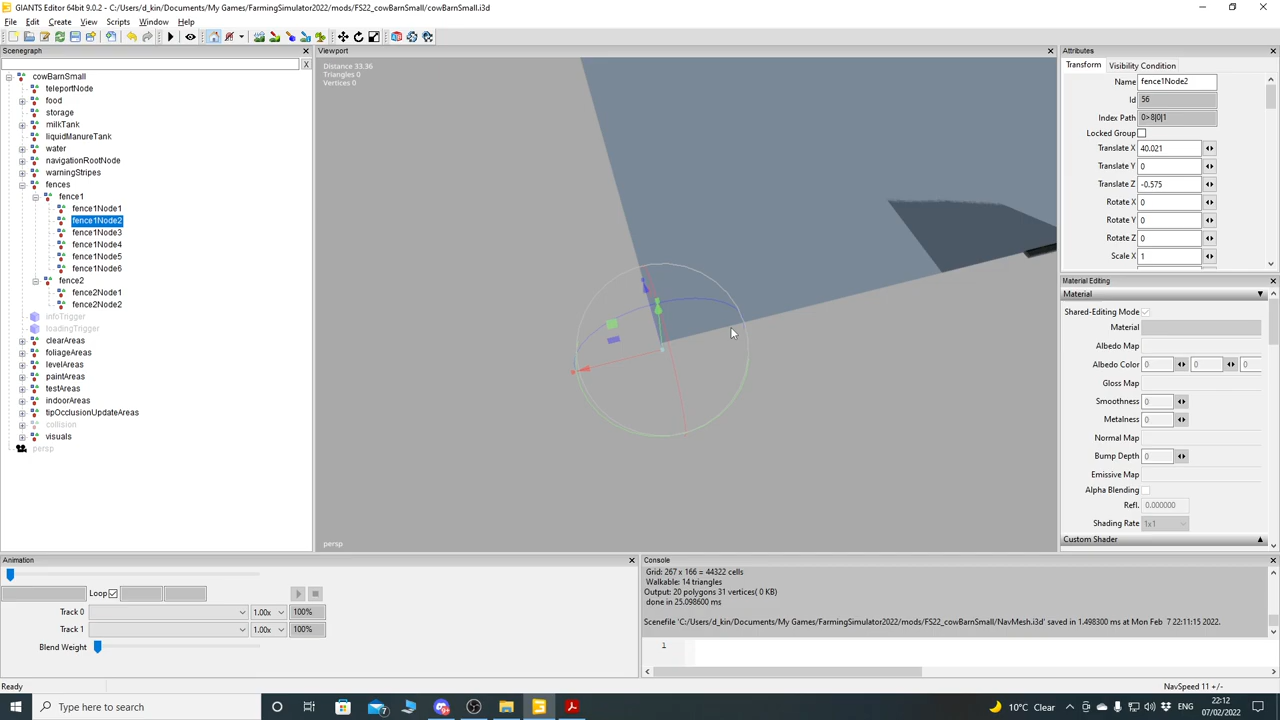 GIANTS Editor 64bit 9.0.2 - C:/Users/d_kin/Documents/My Games/FarmingSimulator2022/mods/FS22_cowBarnSmall/cowBarnSmall.i3d
File Edit Create View Scripts Window Help
Scenegraph
X
cowBarnSmall
teleportNode
food
storage
milkTank
liquidManureTank
water
navigationRootNode
warningStripes
fences
fence1
fence1Node1
fence1Node2
fence1Node3
fence1Node4
fence1Node5
fence1Node6
fence2
fence2Node1
fence2Node2
infoTrigger
loadingTrigger
clearAreas
foliageAreas
levelAreas
paintAreas
testAreas
indoorAreas
tipOcclusionUpdateAreas
collision
visuals
persp
Viewport
Distance 33.36
Triangles 0
Vertices 0
persp
Attributes
Transform Visibility Condition
Name fence1Node2
Id 56
Index Path 0>8|0|1
Locked Group
Translate X 40.021
Translate Y 0
Translate Z -0.575
Rotate X 0
Rotate Y 0
Rotate Z 0
Scale X 1
Material Editing
Material
Shared-Editing Mode
Material
Albedo Map
Albedo Color 0 0 0
Gloss Map
Smoothness 0
Metalness 0
Normal Map
Bump Depth 0
Emissive Map
Alpha Blending
Refl. 0.000000
Shading Rate 1x1
Custom Shader
Animation
Loop
Track 0 1.00x 100%
Track 1 1.00x 100%
Blend Weight
Console
Grid: 267 x 166 = 44322 cells
Walkable: 14 triangles
Output: 20 polygons 31 vertices( 0 KB)
done in 25.098600 ms
Scenefile 'C:/Users/d_kin/Documents/My Games/FarmingSimulator2022/mods/FS22_cowBarnSmall/NavMesh.i3d' saved in 1.498300 ms at Mon Feb 7 22:11:15 2022.
1
Ready
NavSpeed 11 +/-
Type here to search
10°C Clear
22:12
07/02/2022